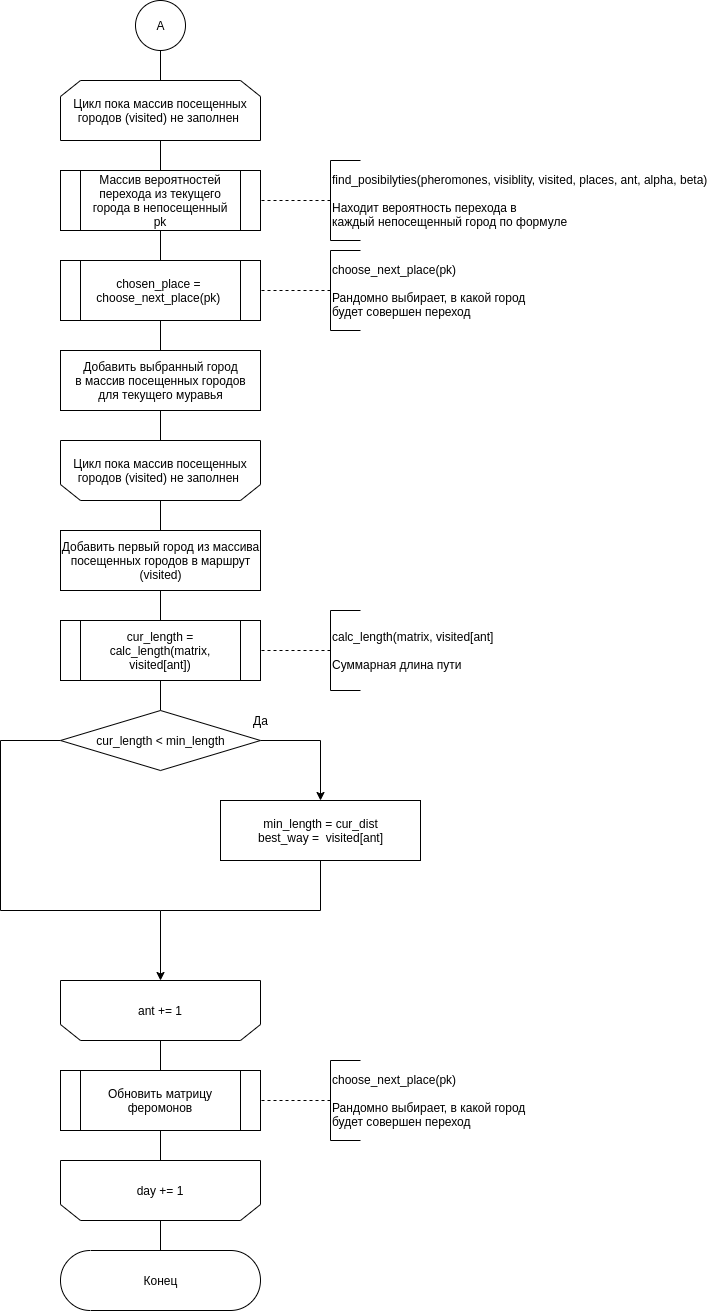 A
Цикл пока массив посещенных
городов (visited) не заполнен
Массив вероятностей
перехода из текущего
города в непосещенный
pk
find_posibilyties(pheromones, visiblity, visited, places, ant, alpha, beta)
Находит вероятность перехода в
каждый непосещенный город по формуле
chosen_place =
choose_next_place(pk)
choose_next_place(pk)
Рандомно выбирает, в какой город
будет совершен переход
Добавить выбранный город
в массив посещенных городов
для текущего муравья
Цикл пока массив посещенных
городов (visited) не заполнен
Добавить первый город из массива
посещенных городов в маршрут
(visited)
cur_length =
calc_length(matrix,
visited[ant])
calc_length(matrix, visited[ant]
Суммарная длина пути
Да
cur_length < min_length
min_length = cur_dist
best_way = visited[ant]
ant += 1
Обновить матрицу
феромонов
choose_next_place(pk)
Рандомно выбирает, в какой город
будет совершен переход
day += 1
Конец